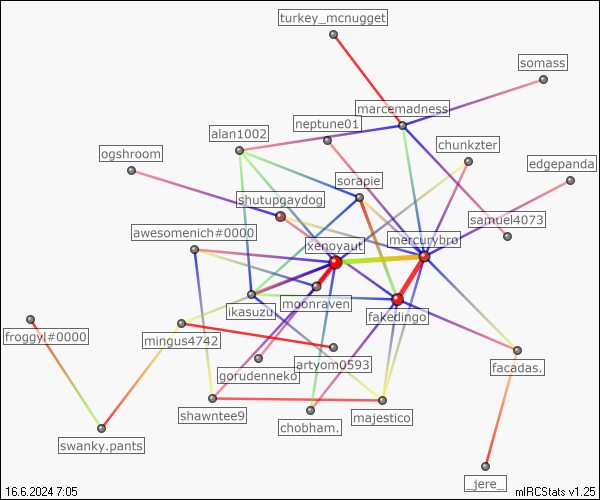 turkey_mcnugget
somass
marcemadness
neptune01
alan1002
chunkzter
ogshroom
edgepanda
sorapie
shutupgaydog
samuel4073
awesomenich#0000
mercurybro
xenoyaut
moonraven
ikasuzu
fakedingo
froggyl#0000
mingus4742
artyom0593
facadas.
gorudenneko
shawntee9
majestico
chobham.
swanky.pants
_jere_
16.6.2024 7:05
mIRCStats v1.25